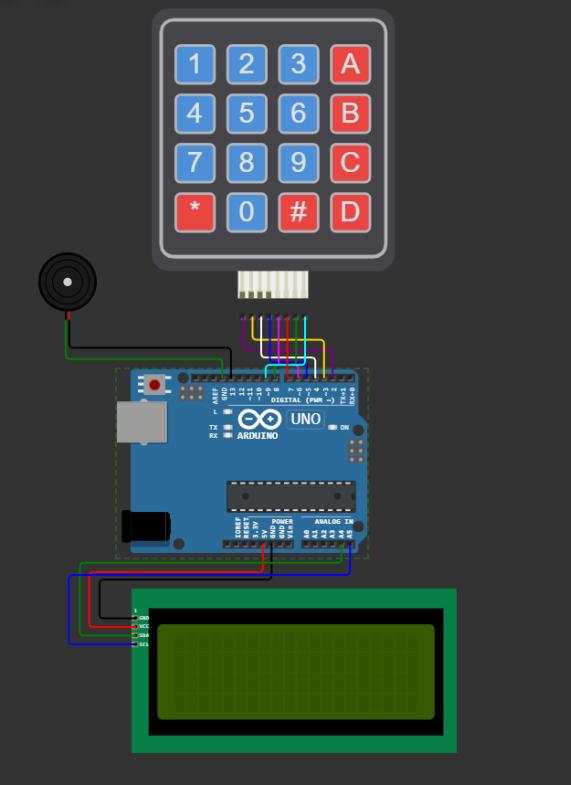 1 2 3 A
4 5 6 B
7 8 9 C
* 0 # D
AREF
GND
13
12
~11
~10
~9
8
7
~6
~5
4
~3
2
TX→1
RX←0
DIGITAL (PWM ~)
L
TX
RX
UNO
ON
ARDUINO
POWER
ANALOG IN
IOREF
RESET
3.3V
5V
GND
GND
Vin
A0
A1
A2
A3
A4
A5
1
GND
VCC
SDA
SCL